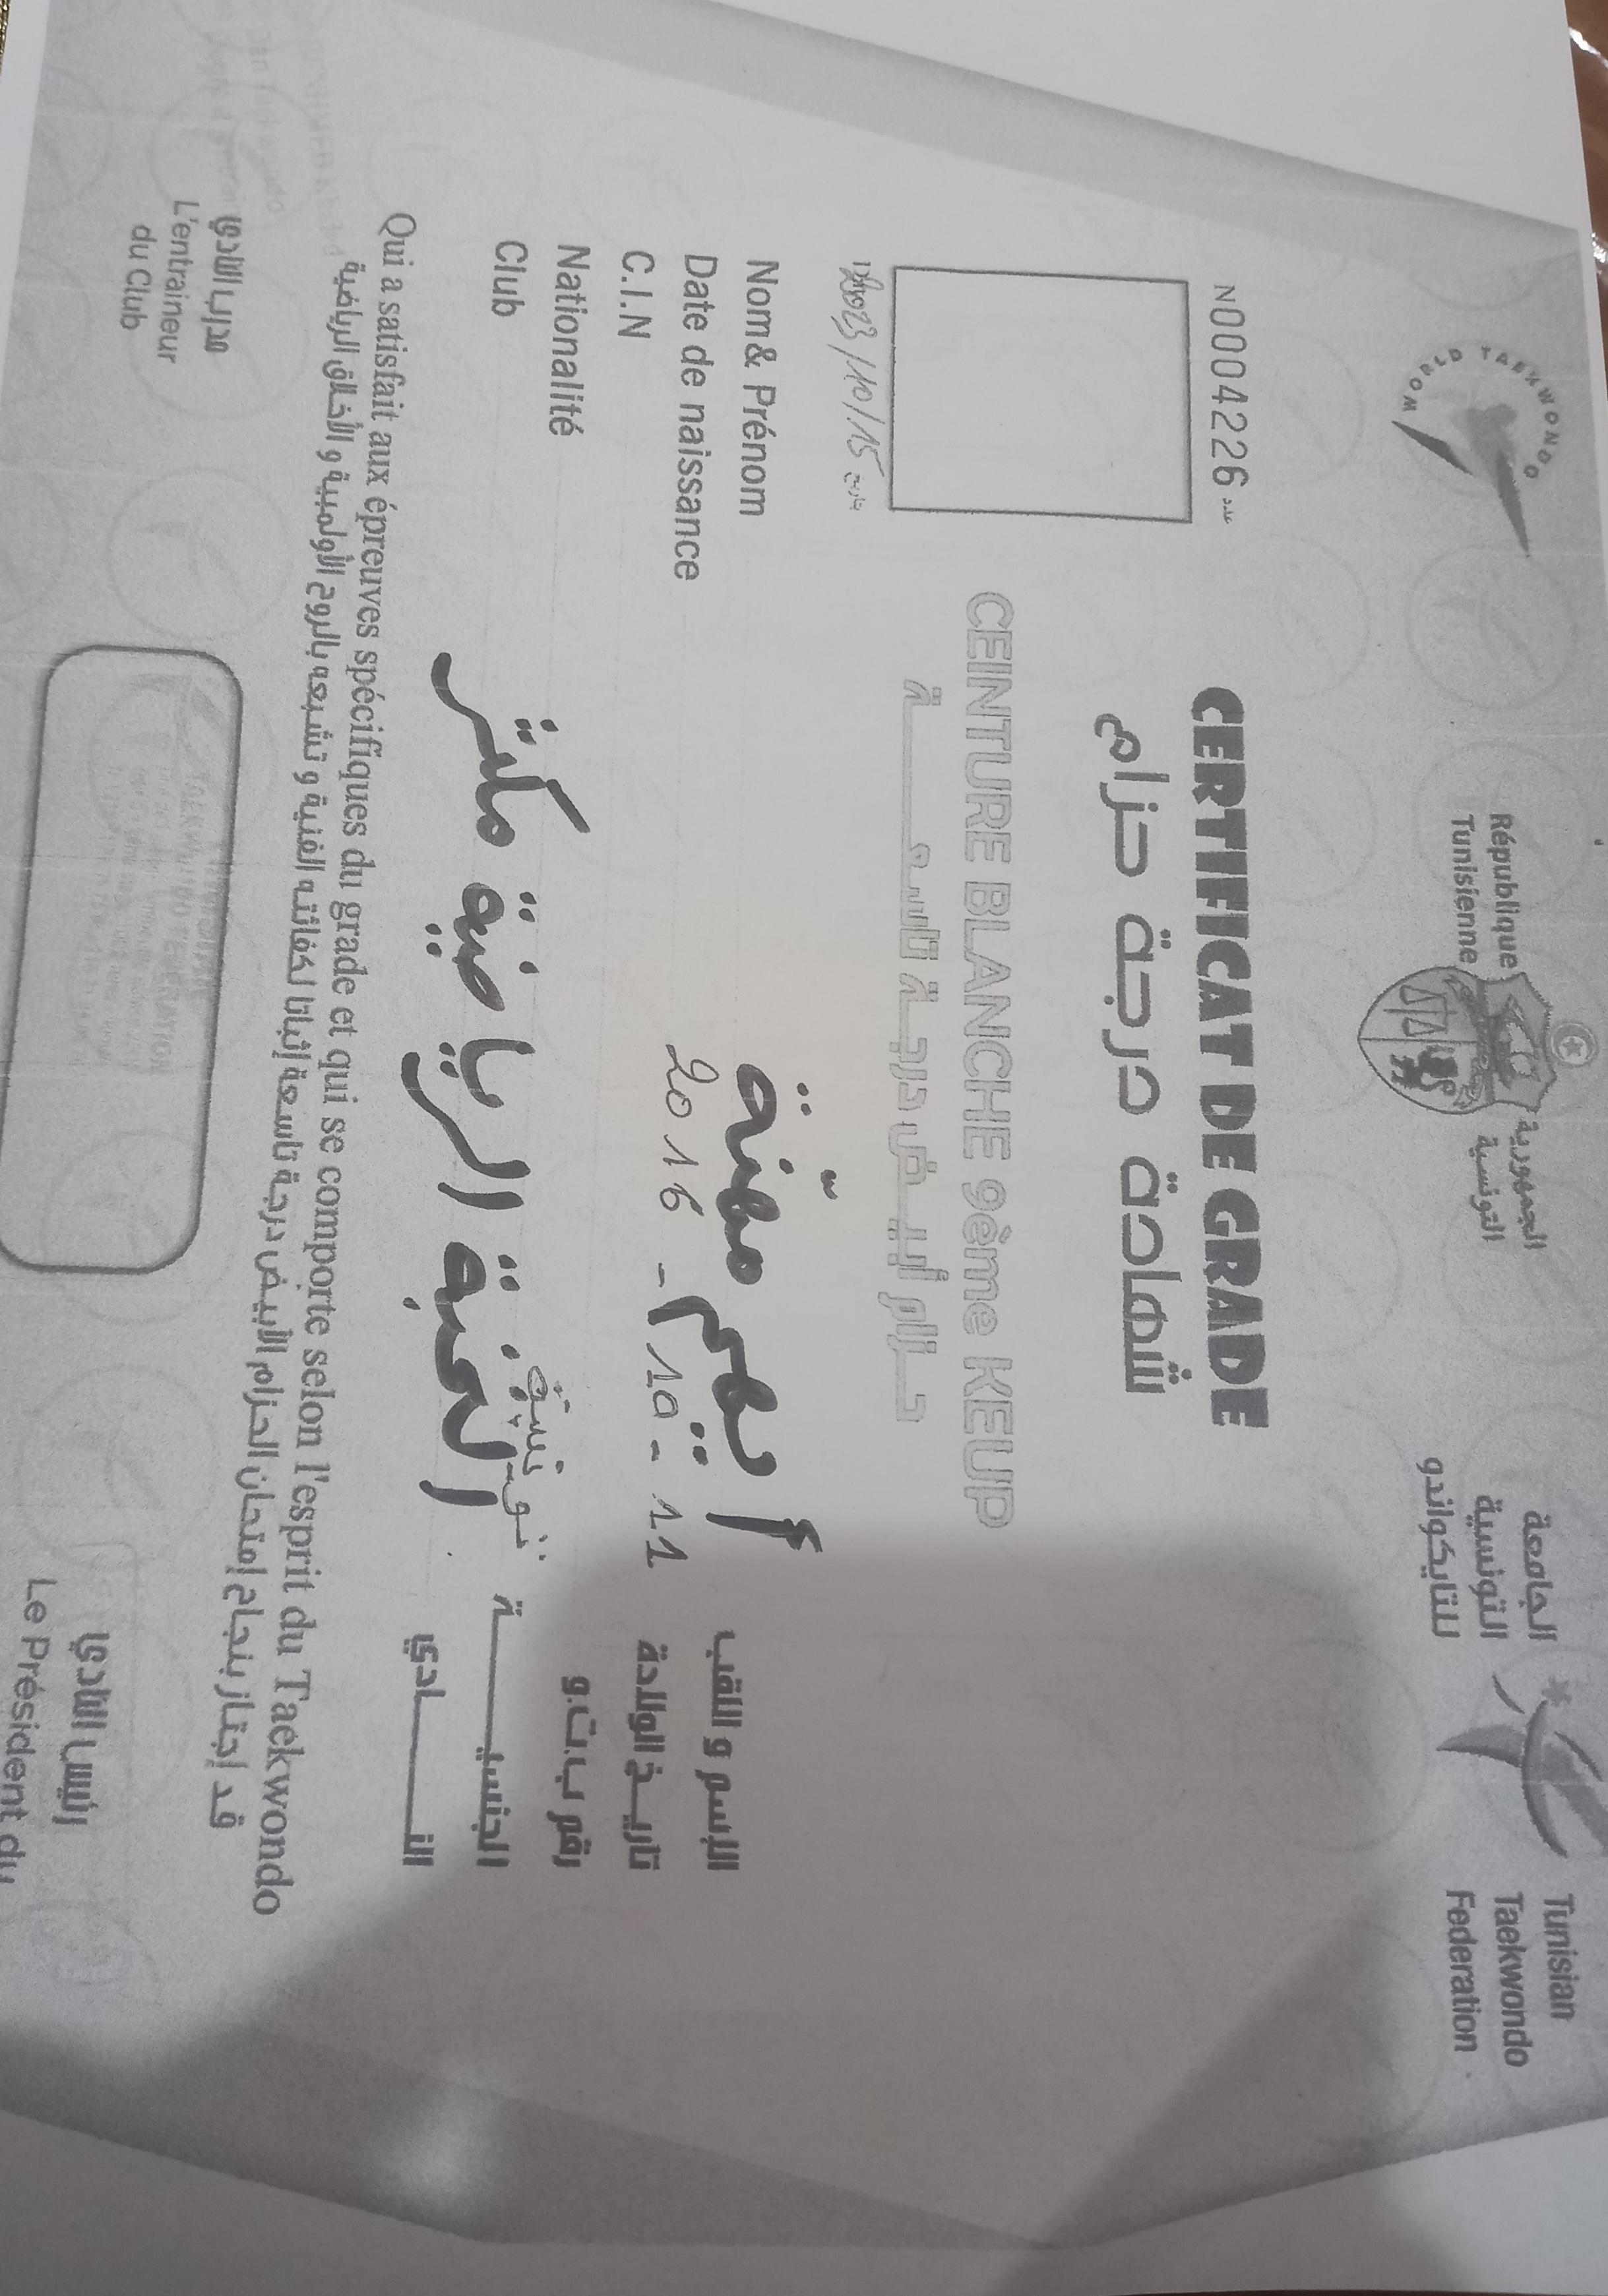 WORLD TAEKWONDO
République
Tunisienne
الجمهورية
التونسية
الجامعة
التونسية
للتايكواندو
Tunisian
Taekwondo
Federation
N0004226 عدد
CERTIFICAT DE GRADE
شهادة درجة حزام
CEINTURE BLANCHE 9ème KEUP
حزام أبيض درجة تاسعة
2023/10/15
Nom& Prénom
الإسم و اللقب
Date de naissance 2016 - 10 - 11 تاريخ الولادة
C.I.N رقم ب.ت.و
Nationalité تونسية الجنسية
Club النخبة الرياضية النادي
Qui a satisfait aux épreuves spécifiques du grade et qui se comporte selon l'esprit du Taekwondo
قد إجتاز بنجاح إمتحان الحزام الأبيض درجة تاسعة إثباتا لكفائته الفنية و تشبعه بالروح الأولمبية و الأخلاق الرياضية
مدرب النادي
L'entraineur
du Club
رئيس النادي
Le Président du